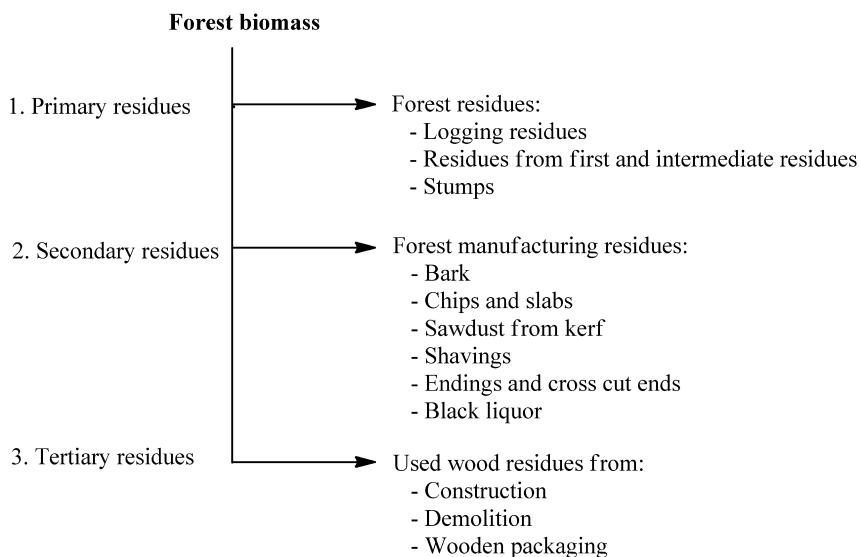 Forest biomass
1. Primary residues
Forest residues:
- Logging residues
- Residues from first and intermediate residues
- Stumps
2. Secondary residues
Forest manufacturing residues:
- Bark
- Chips and slabs
- Sawdust from kerf
- Shavings
- Endings and cross cut ends
- Black liquor
3. Tertiary residues
Used wood residues from:
- Construction
- Demolition
- Wooden packaging